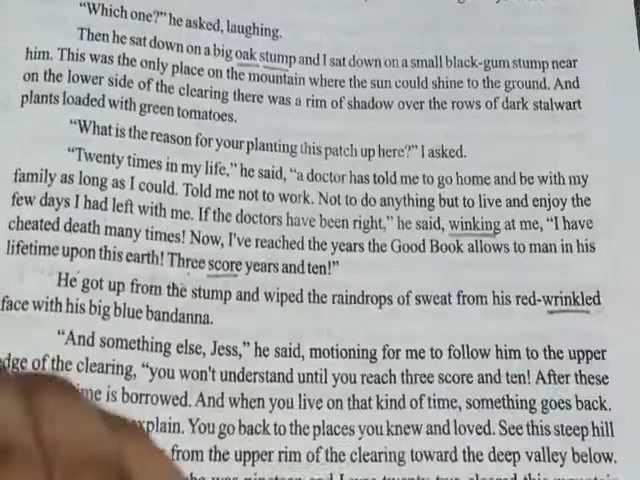 "Which one?" he asked, laughing.
Then he sat down on a big oak stump and I sat down on a small black-gum stump near
him. This was the only place on the mountain where the sun could shine to the ground. And
on the lower side of the clearing there was a rim of shadow over the rows of dark stalwart
plants loaded with green tomatoes.
"What is the reason for your planting this patch up here?" I asked.
"Twenty times in my life," he said, "a doctor has told me to go home and be with my
family as long as I could. Told me not to work. Not to do anything but to live and enjoy the
few days I had left with me. If the doctors have been right," he said, winking at me, "I have
cheated death many times! Now, I've reached the years the Good Book allows to man in his
lifetime upon this earth! Three score years and ten!"
He got up from the stump and wiped the raindrops of sweat from his red-wrinkled
face with his big blue bandanna.
"And something else, Jess," he said, motioning for me to follow him to the upper
edge of the clearing, "you won't understand until you reach three score and ten! After these
is borrowed. And when you live on that kind of time, something goes back.
explain. You go back to the places you knew and loved. See this steep hill
from the upper rim of the clearing toward the deep valley below.